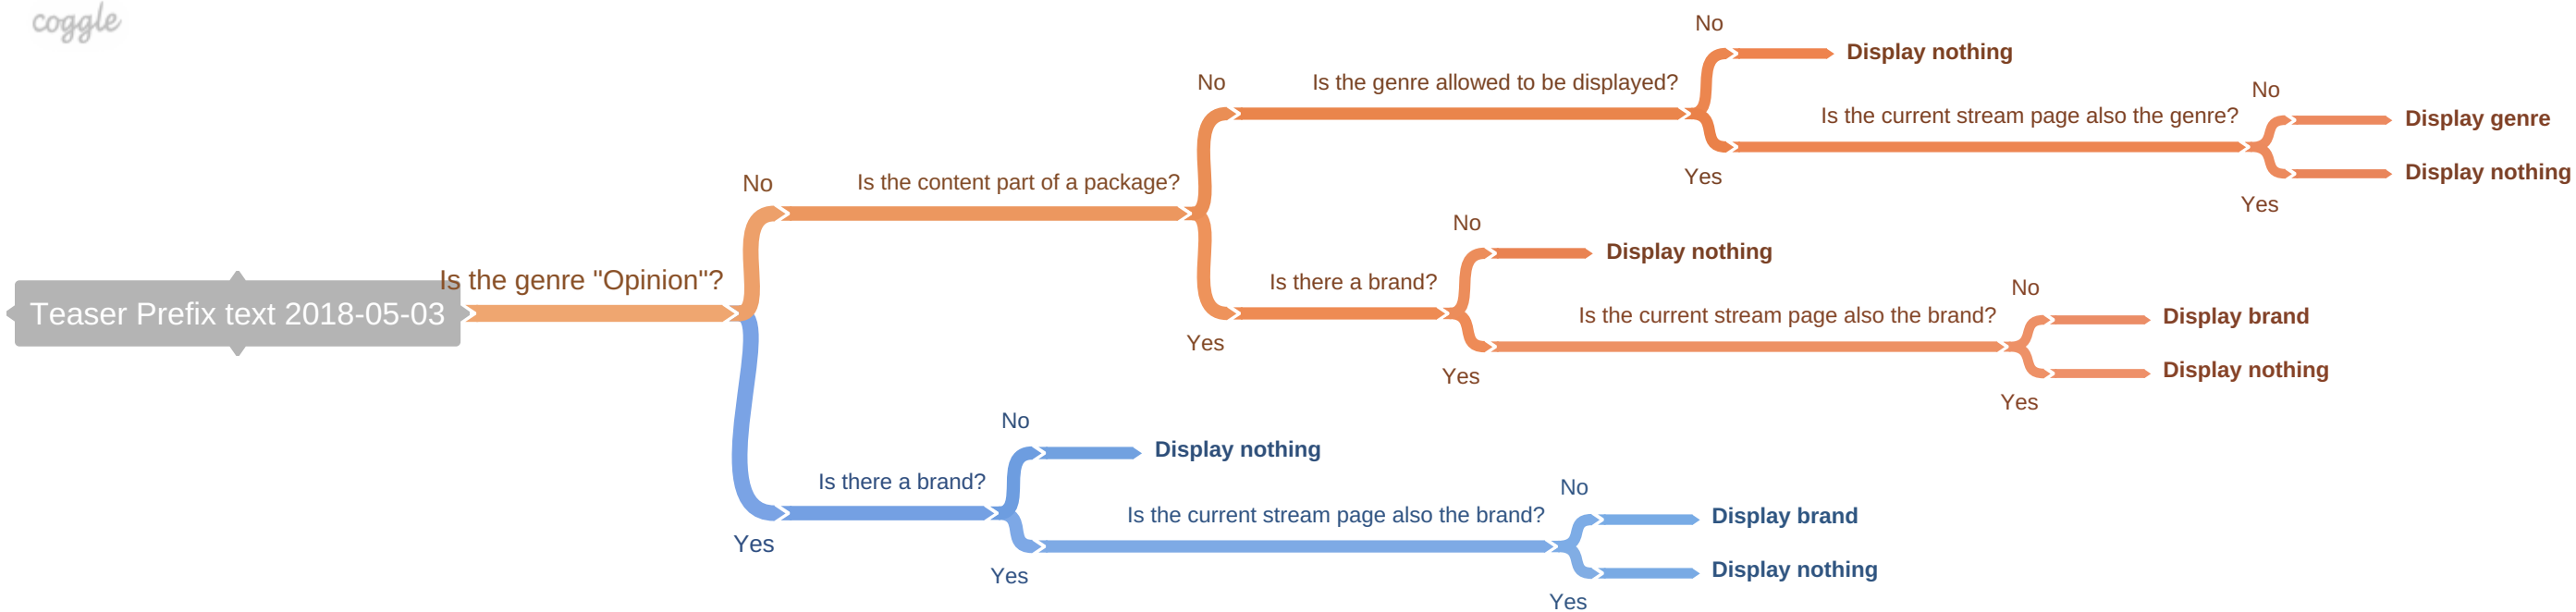 coggle
Teaser Prefix text 2018-05-03
Is the genre "Opinion"?
No
Is the content part of a package?
No
Is the genre allowed to be displayed?
No
Display nothing
Yes
Is the current stream page also the genre?
No
Display genre
Yes
Display nothing
Yes
Is there a brand?
No
Display nothing
Yes
Is the current stream page also the brand?
No
Display brand
Yes
Display nothing
Yes
Is there a brand?
No
Display nothing
Yes
Is the current stream page also the brand?
No
Display brand
Yes
Display nothing